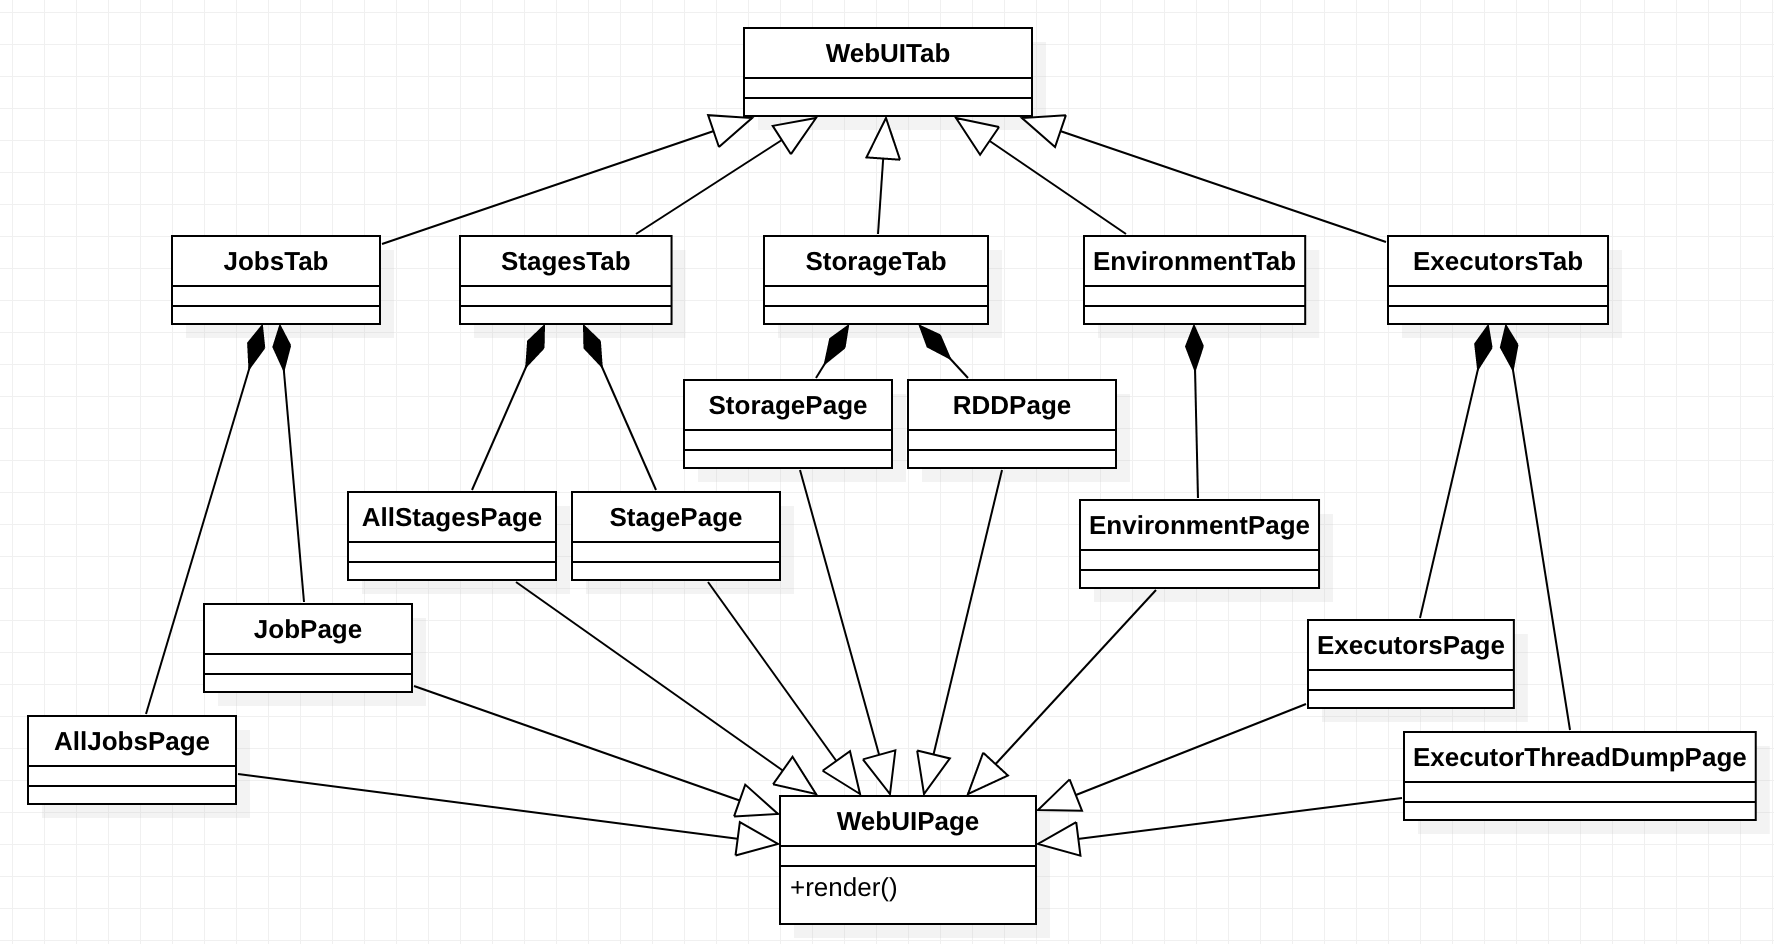 WebUITab
JobsTab
StagesTab
StorageTab
EnvironmentTab
ExecutorsTab
StoragePage
RDDPage
AllStagesPage
StagePage
EnvironmentPage
JobPage
ExecutorsPage
AllJobsPage
ExecutorThreadDumpPage
WebUIPage
+render()